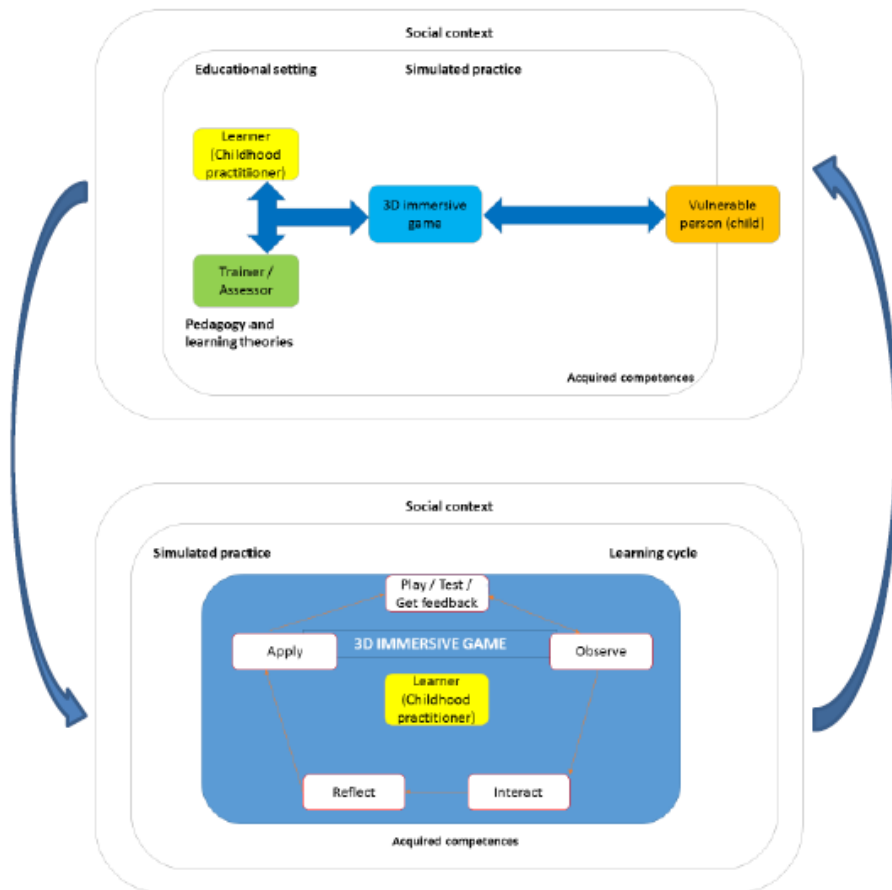 Social context
Educational setting
Simulated practice
Learner
(Childhood
practitioner)
3D immersive
game
Vulnerable
person (child)
Trainer /
Assessor
Pedagogy and
learning theories
Acquired competences
Social context
Simulated practice
Learning cycle
Play / Test /
Get feedback
Apply
3D IMMERSIVE GAME
Observe
Learner
(Childhood
practitioner)
Reflect
Interact
Acquired competences